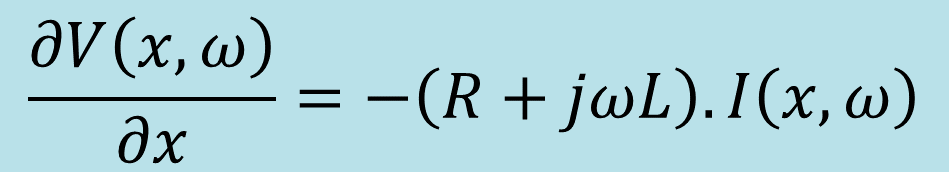 ∂V(x, ω)
∂x
= −(R + jωL). I(x, ω)